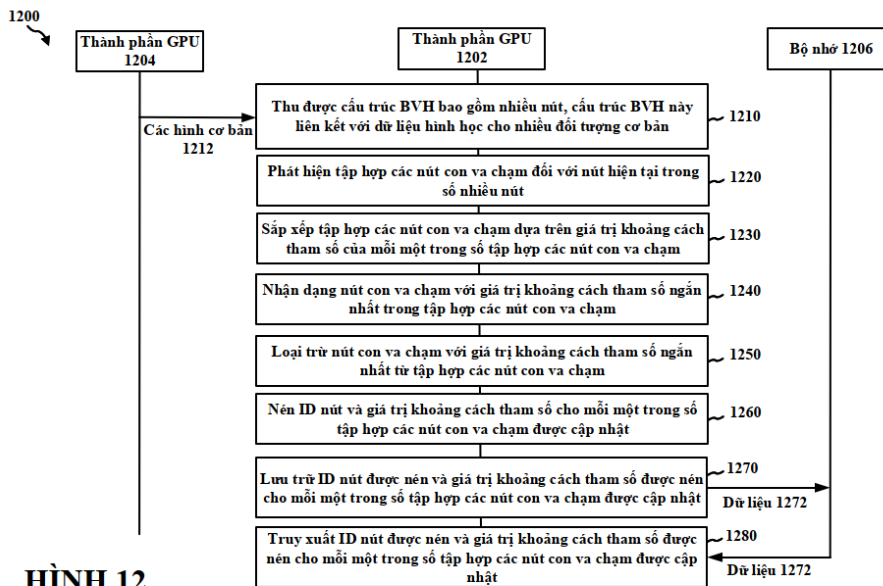 1200
Thành phần GPU
1204
Thành phần GPU
1202
Bộ nhớ 1206
Thu được cấu trúc BVH bao gồm nhiều nút, cấu trúc BVH này
liên kết với dữ liệu hình học cho nhiều đối tượng cơ bản
1210
Các hình cơ bản
1212
Phát hiện tập hợp các nút con va chạm đối với nút hiện tại trong
số nhiều nút
1220
Sắp xếp tập hợp các nút con va chạm dựa trên giá trị khoảng cách
tham số của mỗi một trong số tập hợp các nút con va chạm
1230
Nhận dạng nút con va chạm với giá trị khoảng cách tham số ngắn
nhất trong tập hợp các nút con va chạm
1240
Loại trừ nút con va chạm với giá trị khoảng cách tham số ngắn
nhất từ tập hợp các nút con va chạm
1250
Nén ID nút và giá trị khoảng cách tham số cho mỗi một trong số
tập hợp các nút con va chạm được cập nhật
1260
Lưu trữ ID nút được nén và giá trị khoảng cách tham số được nén
cho mỗi một trong số tập hợp các nút con va chạm được cập nhật
1270
Dữ liệu 1272
Truy xuất ID nút được nén và giá trị khoảng cách tham số được
nén cho mỗi một trong số tập hợp các nút con va chạm được cập
nhật
1280
Dữ liệu 1272
HÌNH 12